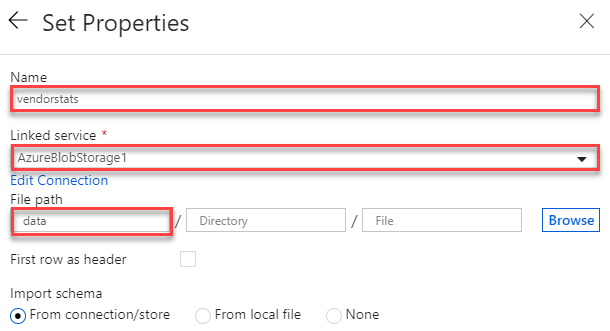 Set Properties
Name
vendorstats
Linked service *
AzureBlobStorage1
Edit Connection
File path
data / Directory / File Browse
First row as header
Import schema
From connection/store From local file None